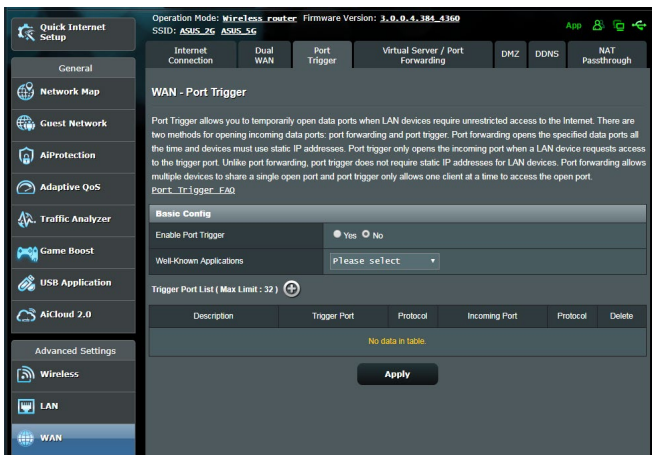 Quick Internet
Setup
Operation Mode: Wireless router Firmware Version: 3.0.0.4.384_4360
SSID: ASUS_2G ASUS_5G
App
Internet
Connection
Dual
WAN
Port
Trigger
Virtual Server / Port
Forwarding
DMZ
DDNS
NAT
Passthrough
General
Network Map
Guest Network
AiProtection
Adaptive QoS
Traffic Analyzer
Game Boost
USB Application
AiCloud 2.0
Advanced Settings
Wireless
LAN
WAN
WAN - Port Trigger
Port Trigger allows you to temporarily open data ports when LAN devices require unrestricted access to the Internet. There are
two methods for opening incoming data ports: port forwarding and port trigger. Port forwarding opens the specified data ports all
the time and devices must use static IP addresses. Port trigger only opens the incoming port when a LAN device requests access
to the trigger port. Unlike port forwarding, port trigger does not require static IP addresses for LAN devices. Port forwarding allows
multiple devices to share a single open port and port trigger only allows one client at a time to access the open port.
Port Trigger FAQ
Basic Config
Enable Port Trigger Yes No
Well-Known Applications Please select
Trigger Port List ( Max Limit : 32 )
Description Trigger Port Protocol Incoming Port Protocol Delete
No data in table.
Apply